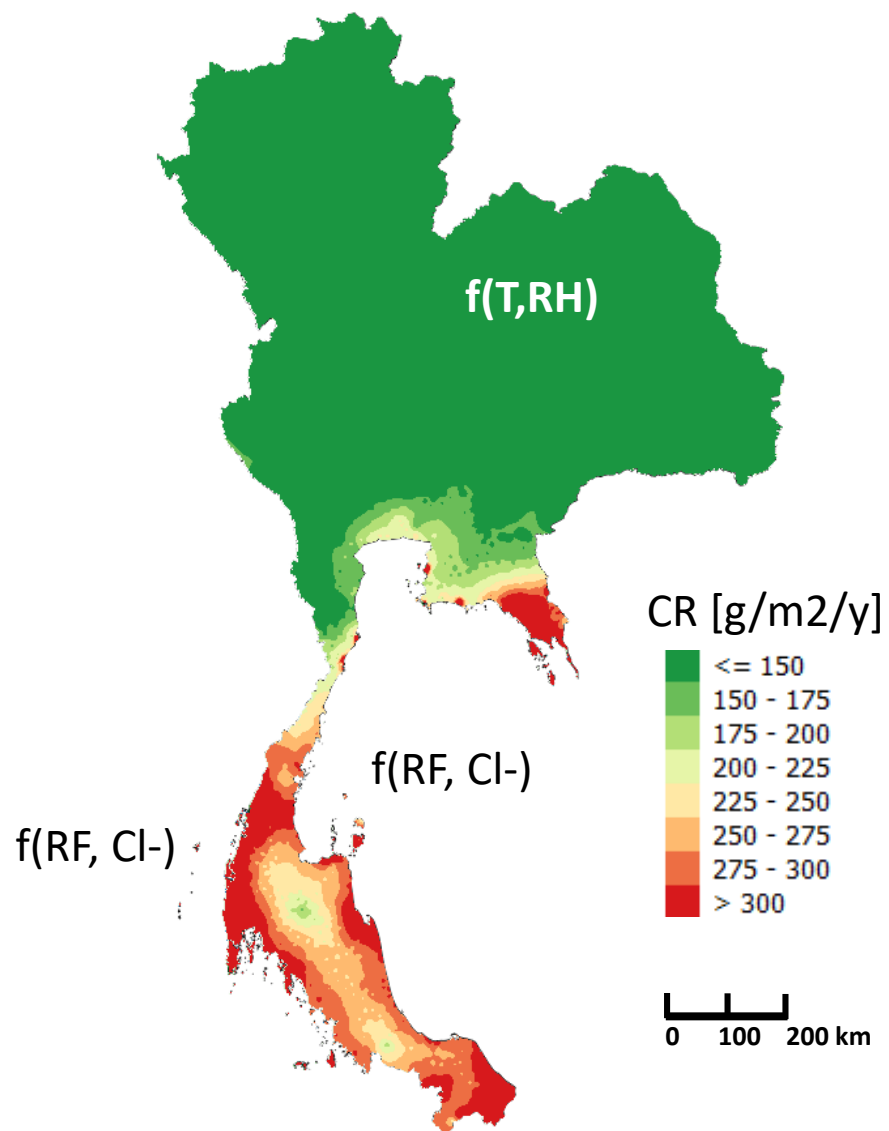 f(T,RH)
CR [g/m2/y]
<= 150
150 - 175
175 - 200
200 - 225
225 - 250
250 - 275
275 - 300
> 300
f(RF, Cl-)
f(RF, Cl-)
0 100 200 km